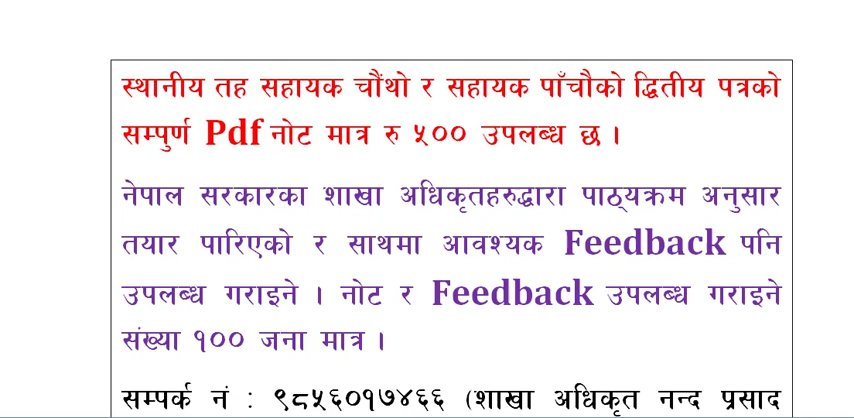 स्थानीय तह सहायक चौंथो र सहायक पाँचौको द्धितीय पत्रको
सम्पुर्ण Pdf नोट मात्र रु ५०० उपलब्ध छ ।
नेपाल सरकारका शाखा अधिकृतहरुद्धारा पाठ्यक्रम अनुसार
तयार पारिएको र साथमा आवश्यक Feedback पनि
उपलब्ध गराइने । नोट र Feedback उपलब्ध गराइने
संख्या १०० जना मात्र ।
सम्पर्क नं : ९८५६०१७४६६ (शाखा अधिकृत नन्द प्रसाद